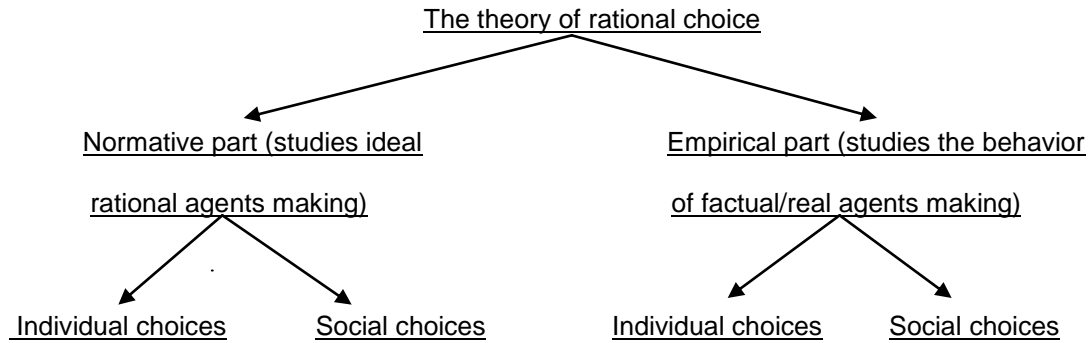 The theory of rational choice
Normative part (studies ideal
rational agents making)
Empirical part (studies the behavior
of factual/real agents making)
Individual choices
Social choices
Individual choices
Social choices